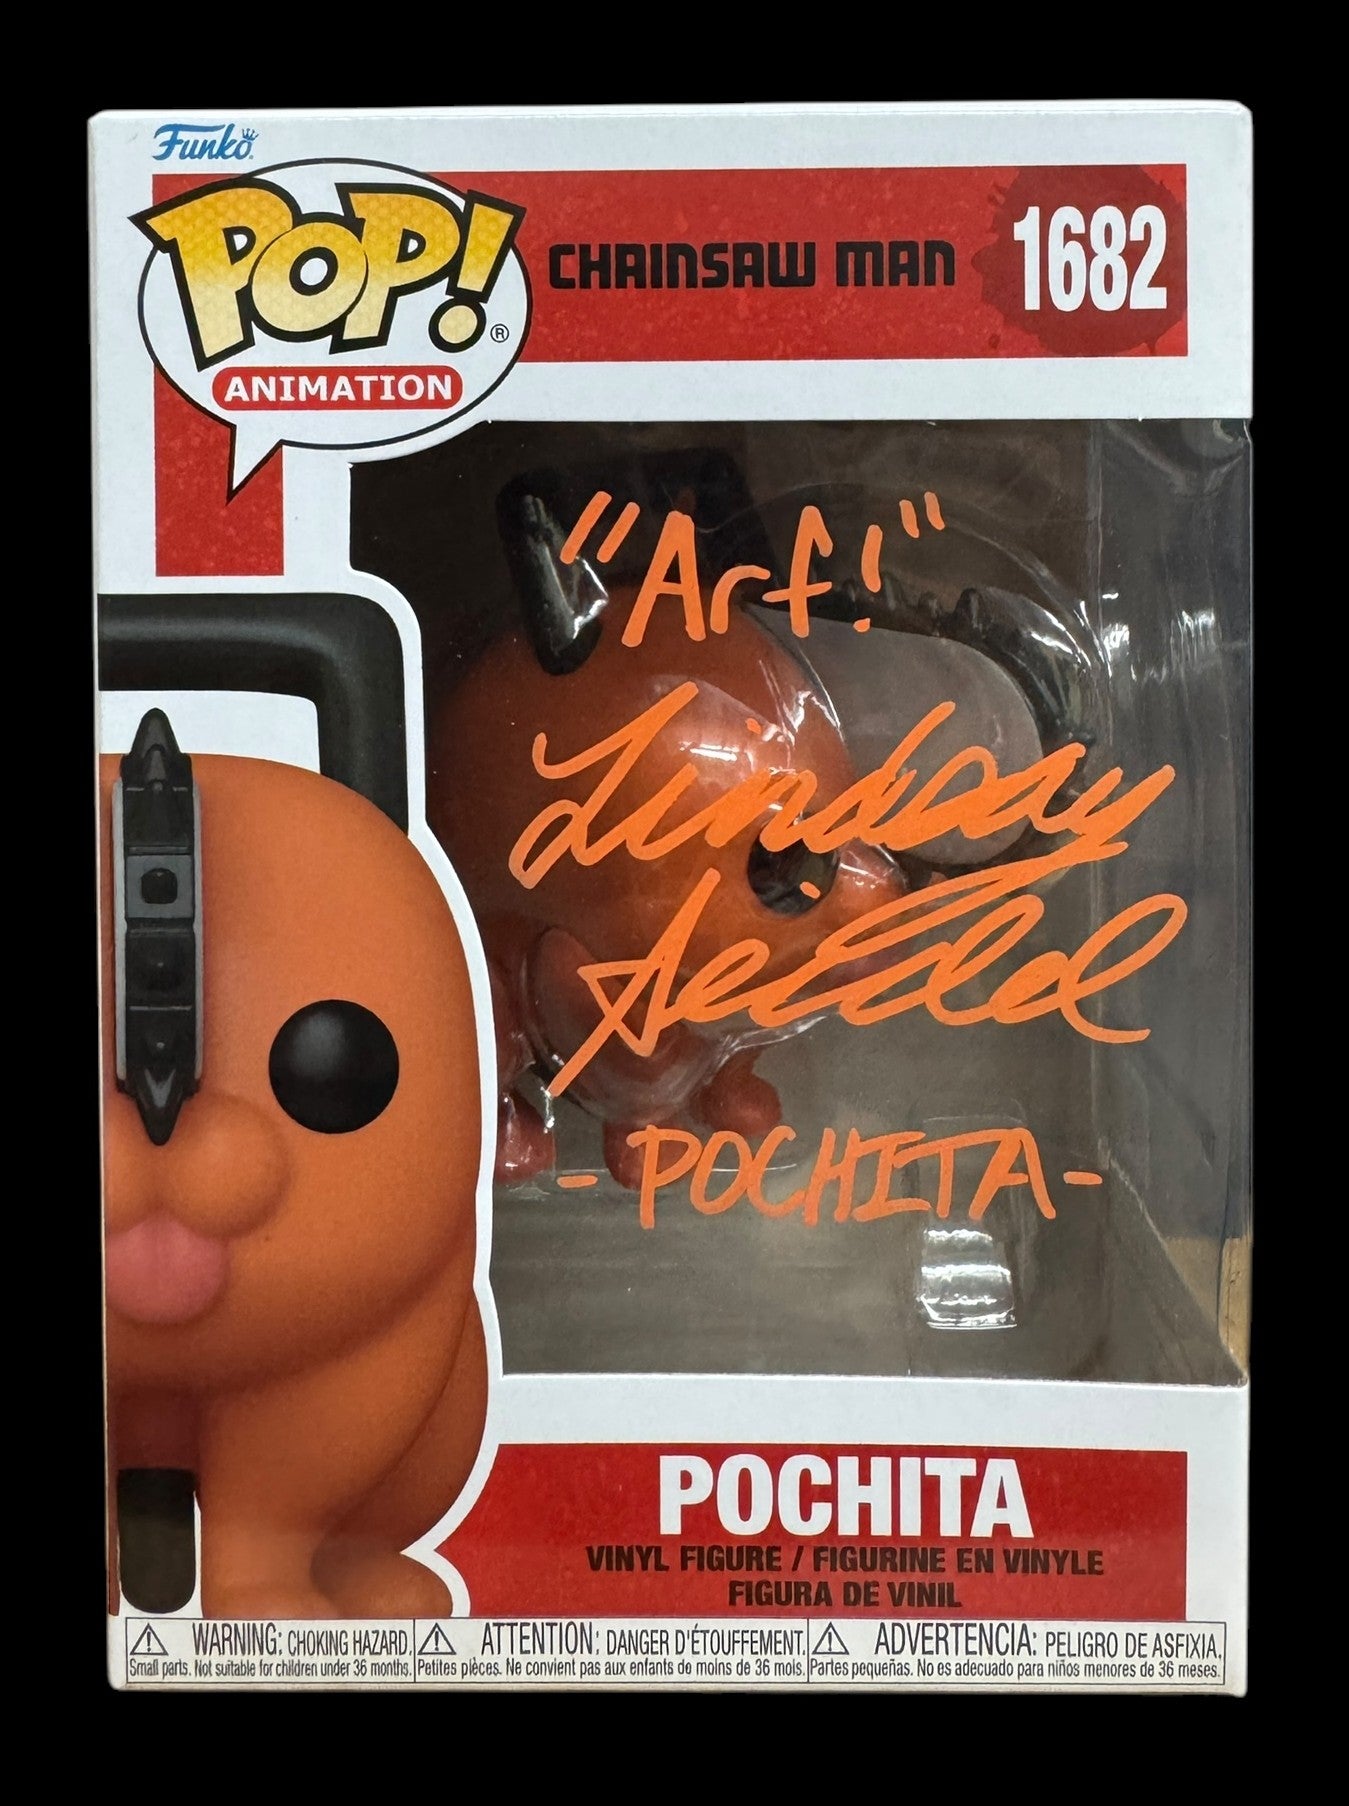 Funko®
POP!®
ANIMATION
CHAINSAW MAN
1682
"Arf!"
Lindsay
Seidel
-POCHITA-
POCHITA
VINYL FIGURE / FIGURINE EN VINYLE
FIGURA DE VINIL
WARNING: CHOKING HAZARD.
Small parts. Not suitable for children under 36 months.
ATTENTION: DANGER D'ÉTOUFFEMENT.
Petites pièces. Ne convient pas aux enfants de moins de 36 mois.
ADVERTENCIA: PELIGRO DE ASFIXIA.
Partes pequeñas. No es adecuado para niños menores de 36 meses.